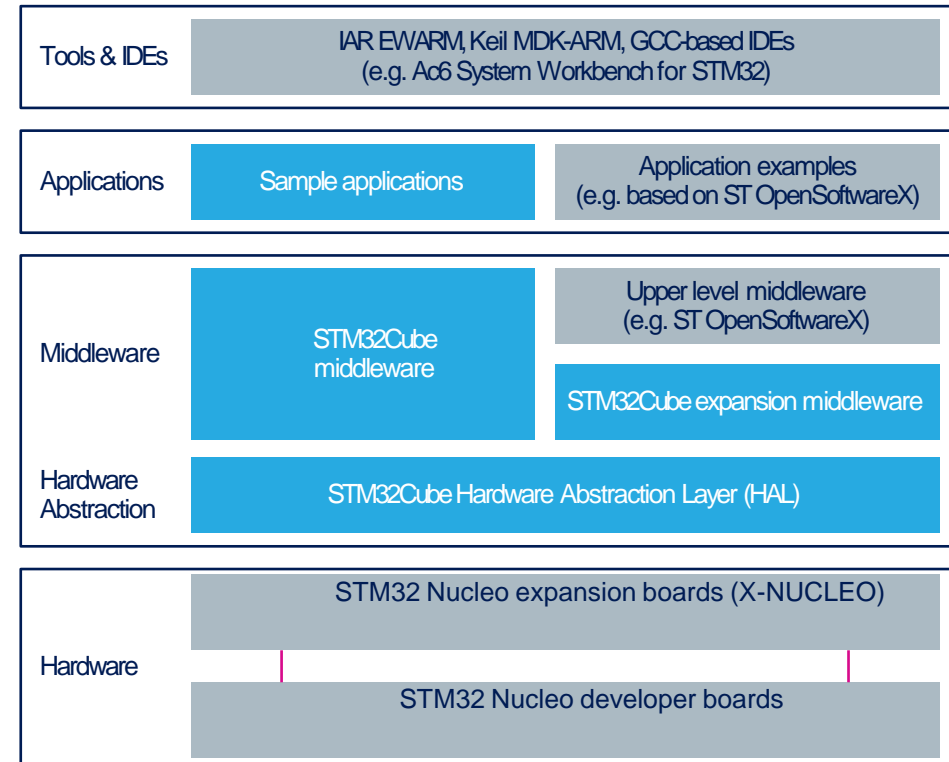 Tools & IDEs
IAR EWARM, Keil MDK-ARM, GCC-based IDEs
(e.g. Ac6 System Workbench for STM32)
Applications
Sample applications
Application examples
(e.g. based on ST OpenSoftwareX)
Middleware
STM32Cube
middleware
Upper level middleware
(e.g. ST OpenSoftwareX)
STM32Cube expansion middleware
Hardware
Abstraction
STM32Cube Hardware Abstraction Layer (HAL)
Hardware
STM32 Nucleo expansion boards (X-NUCLEO)
STM32 Nucleo developer boards